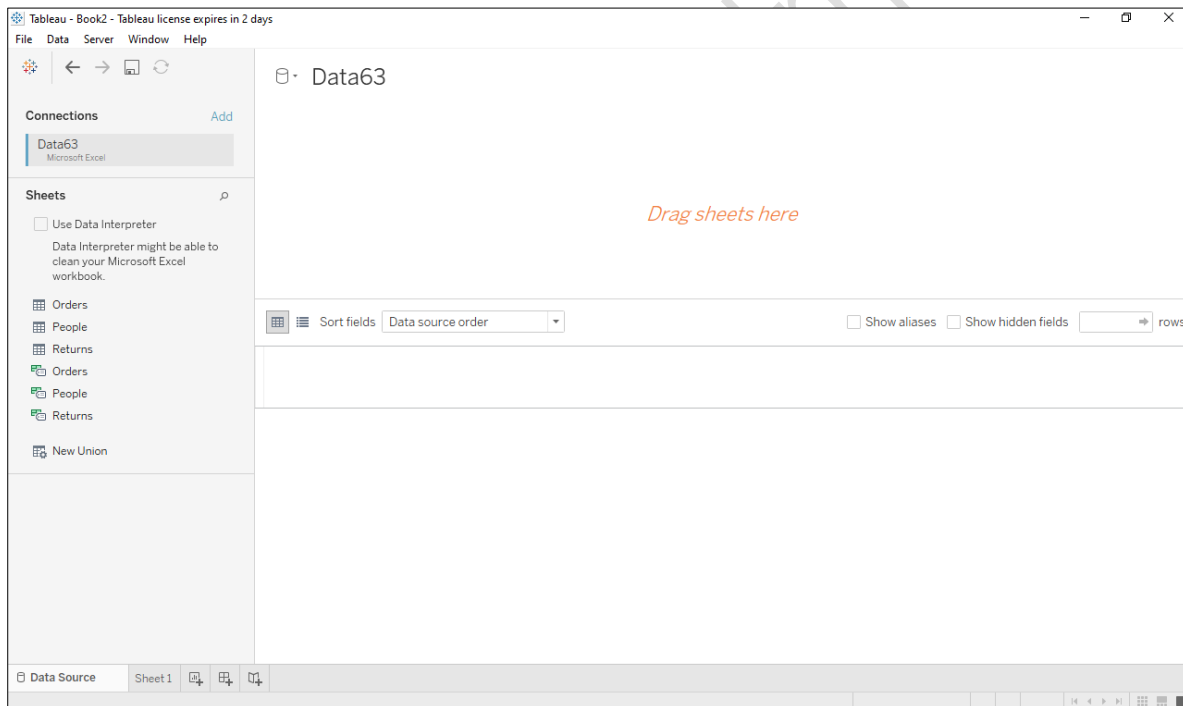 Tableau - Book2 - Tableau license expires in 2 days
File Data Server Window Help
Data63
Connections Add
Data63
Microsoft Excel
Sheets
Use Data Interpreter
Data Interpreter might be able to
clean your Microsoft Excel
workbook.
Orders
People
Returns
Orders
People
Returns
New Union
Drag sheets here
Sort fields Data source order Show aliases Show hidden fields rows
Data Source Sheet 1